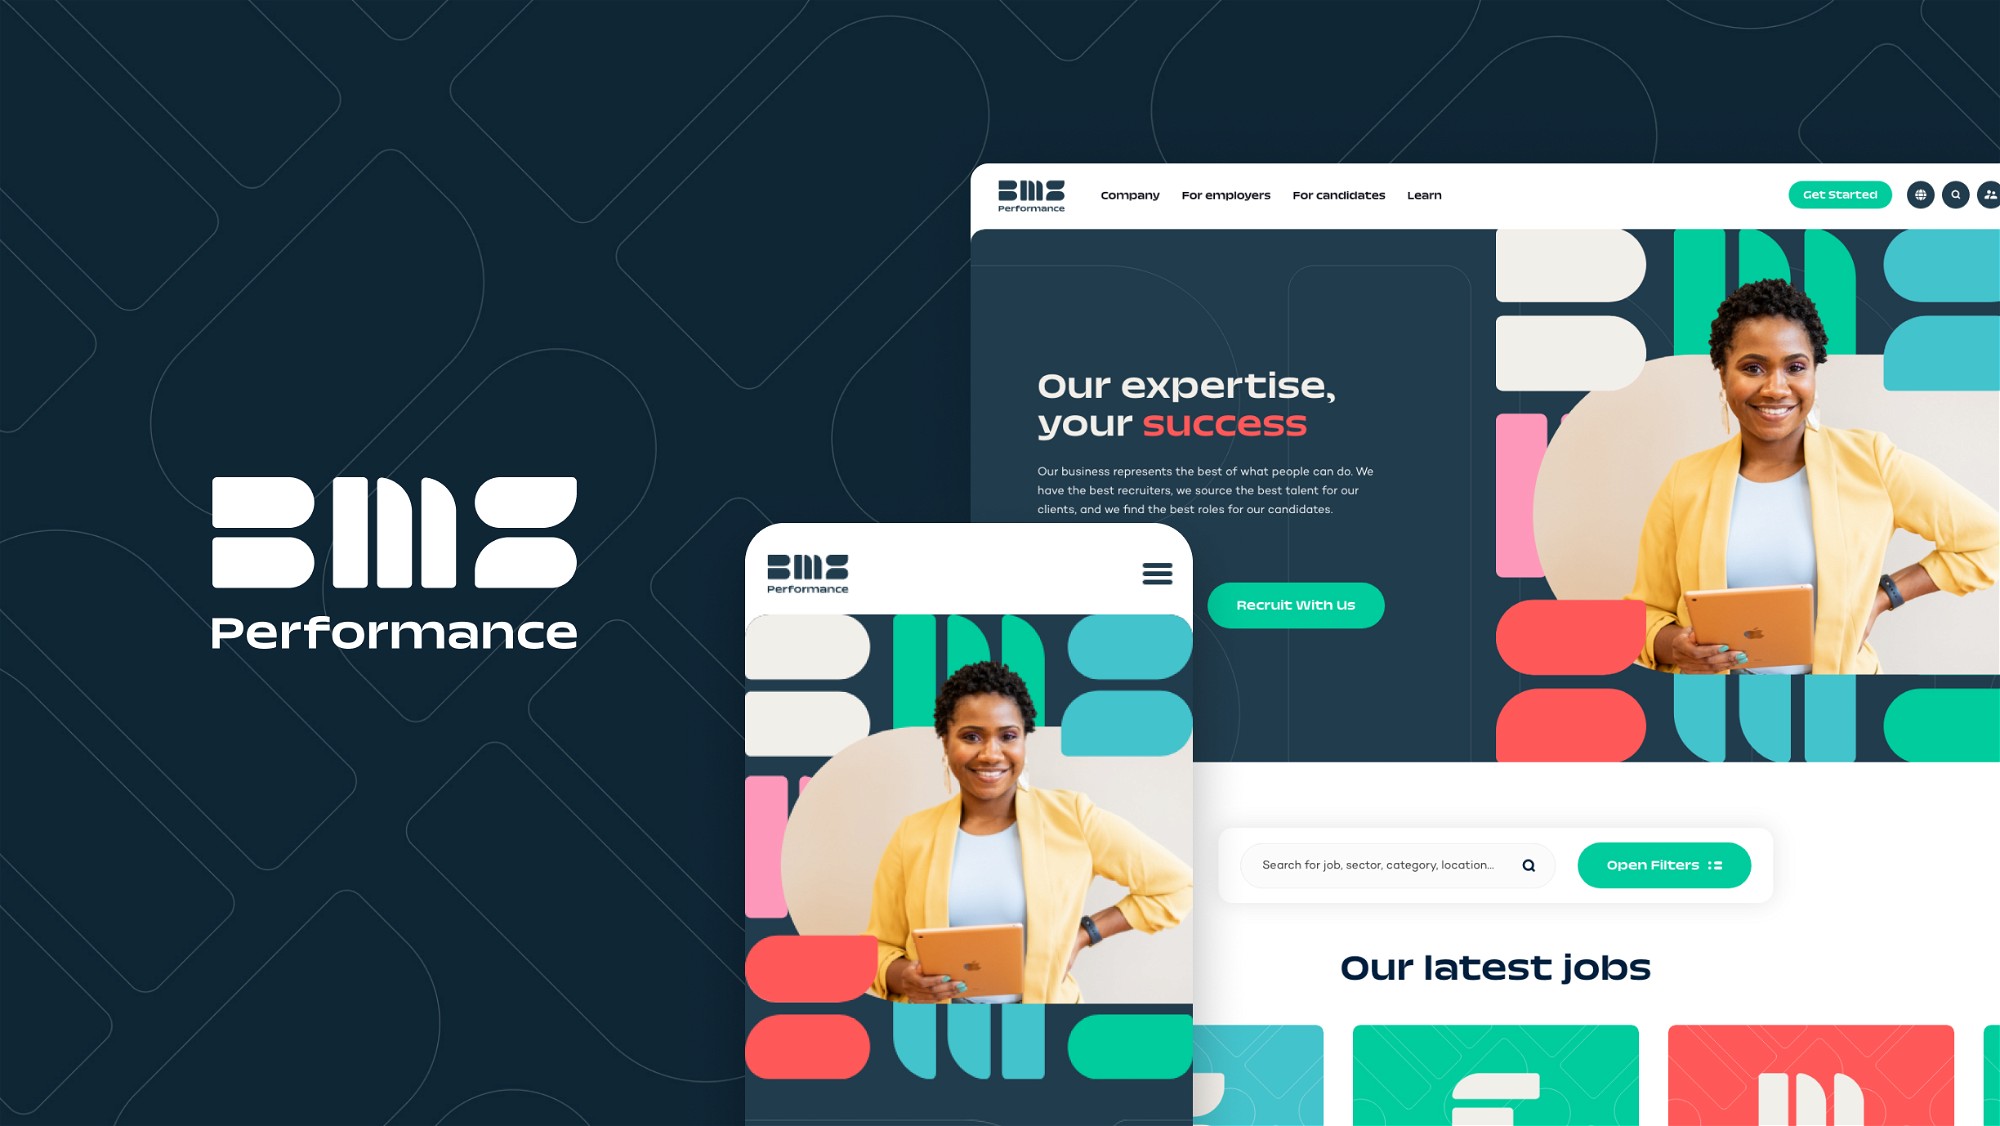 BMS
Performance
BMS
Performance
Company
For employers
For candidates
Learn
Get Started
Our expertise,
your success
Our business represents the best of what people can do. We
have the best recruiters, we source the best talent for our
clients, and we find the best roles for our candidates.
Recruit With Us
BMS
Performance
Search for job, sector, category, location...
Open Filters
Our latest jobs